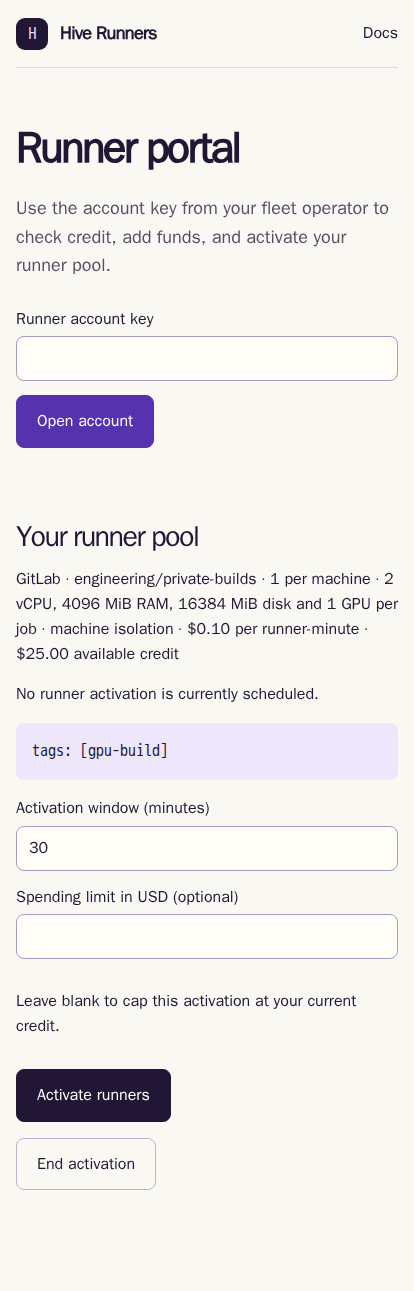 H Hive Runners Docs
Runner portal
Use the account key from your fleet operator to
check credit, add funds, and activate your
runner pool.
Runner account key
Open account
Your runner pool
GitLab · engineering/private-builds · 1 per machine · 2
vCPU, 4096 MiB RAM, 16384 MiB disk and 1 GPU per
job · machine isolation · $0.10 per runner-minute ·
$25.00 available credit
No runner activation is currently scheduled.
tags: [gpu-build]
Activation window (minutes)
30
Spending limit in USD (optional)
Leave blank to cap this activation at your current
credit.
Activate runners
End activation